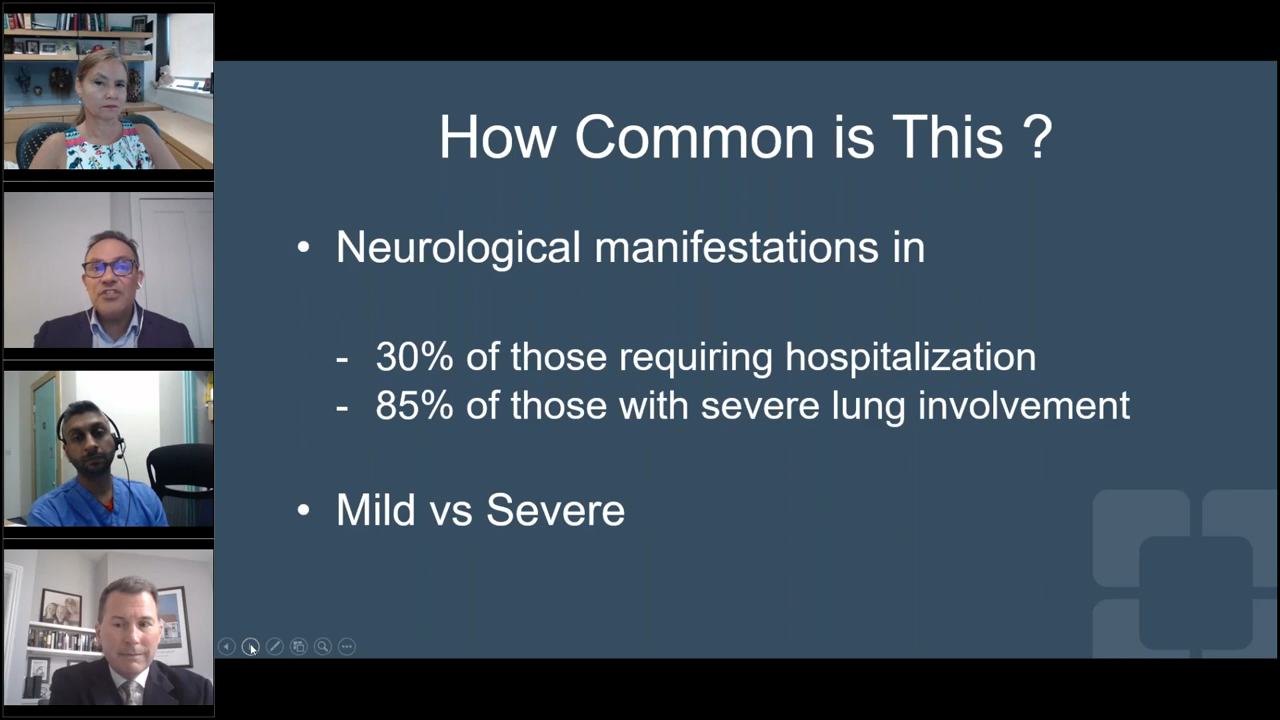 How Common is This ?
• Neurological manifestations in
- 30% of those requiring hospitalization
- 85% of those with severe lung involvement
• Mild vs Severe